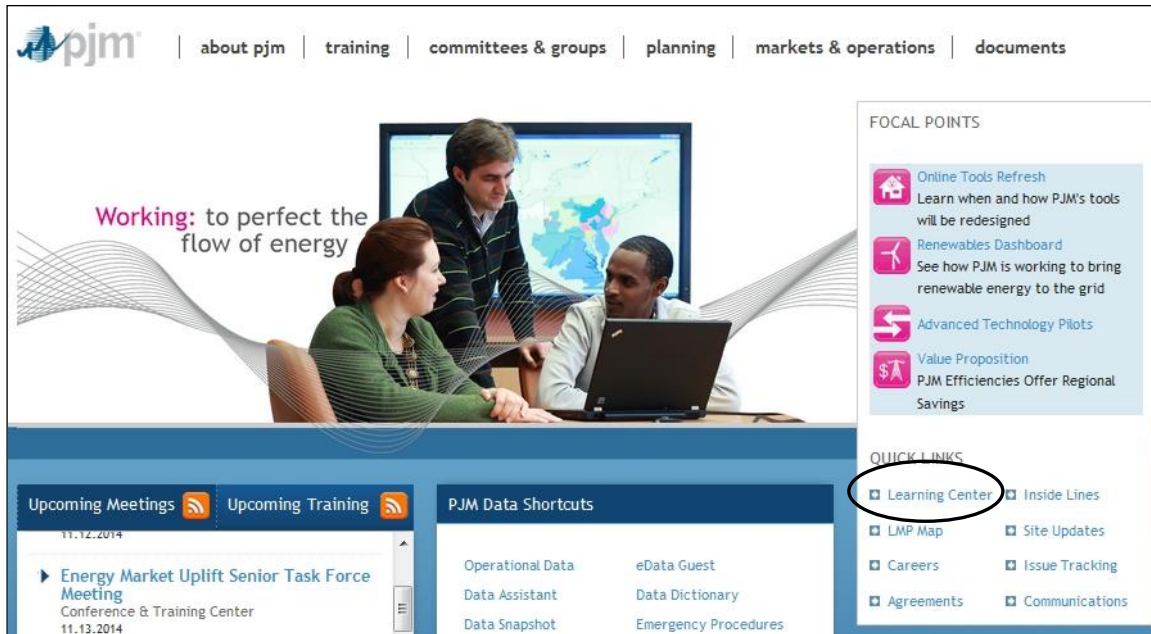 pjm
about pjm | training | committees & groups | planning | markets & operations | documents
Working: to perfect the
flow of energy
FOCAL POINTS
Online Tools Refresh
Learn when and how PJM's tools
will be redesigned
Renewables Dashboard
See how PJM is working to bring
renewable energy to the grid
Advanced Technology Pilots
Value Proposition
PJM Efficiencies Offer Regional
Savings
QUICK LINKS
Learning Center Inside Lines
LMP Map Site Updates
Careers Issue Tracking
Agreements Communications
Upcoming Meetings Upcoming Training
11.12.2014
Energy Market Uplift Senior Task Force
Meeting
Conference & Training Center
11.13.2014
PJM Data Shortcuts
Operational Data eData Guest
Data Assistant Data Dictionary
Data Snapshot Emergency Procedures